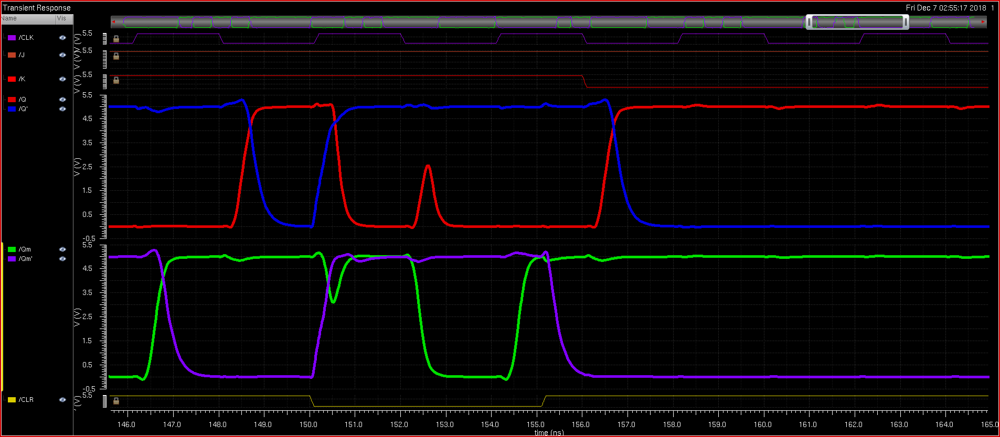 Transient Response
Fri Dec 7 02:55:17 2018 1
Name Vis
/CLK
/J
/K
/Q
/Q'
/Qm
/Qm'
/CLR
5.5
V (V)
5.5
V (V)
5.5
V (V)
5.5
4.5
3.5
2.5
1.5
0.5
-0.5
V (V)
5.5
4.5
3.5
2.5
1.5
0.5
-0.5
V (V)
5.5
(V)
146.0 147.0 148.0 149.0 150.0 151.0 152.0 153.0 154.0 155.0 156.0 157.0 158.0 159.0 160.0 161.0 162.0 163.0 164.0 165.0
time (ns)